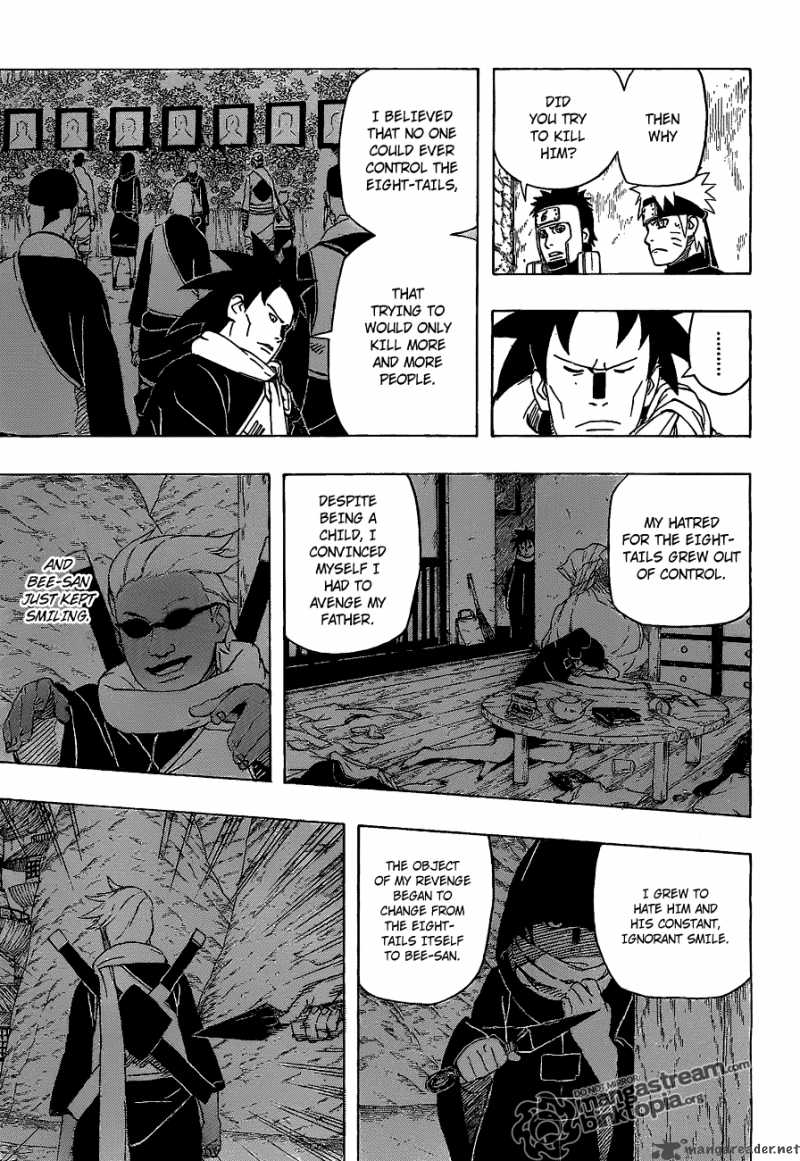 THEN
WHY
DID
YOU TRY
TO KILL
HIM?
.........
I BELIEVED
THAT NO ONE
COULD EVER
CONTROL THE
EIGHT-TAILS,
THAT
TRYING TO
WOULD ONLY
KILL MORE
AND MORE
PEOPLE.
MY HATRED
FOR THE EIGHT-
TAILS GREW OUT
OF CONTROL.
DESPITE
BEING A
CHILD, I
CONVINCED
MYSELF I
HAD TO
AVENGE MY
FATHER.
AND
BEE-SAN
JUST KEPT
SMILING.
I GREW TO
HATE HIM AND
HIS CONSTANT,
IGNORANT SMILE.
THE OBJECT
OF MY REVENGE
BEGAN TO
CHANGE FROM
THE EIGHT-
TAILS ITSELF
TO BEE-SAN.
DO NOT MIRROR
mangastream.com
binktopia.org
mangareader.net